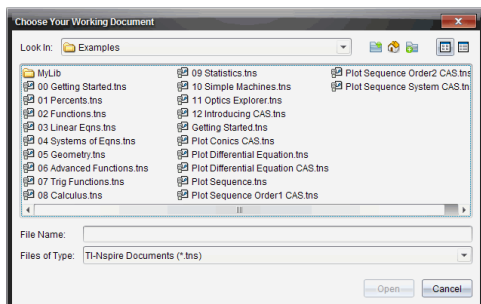 Choose Your Working Document
Look In: Examples
MyLib
00 Getting Started.tns
01 Percents.tns
02 Functions.tns
03 Linear Eqns.tns
04 Systems of Eqns.tns
05 Geometry.tns
06 Advanced Functions.tns
07 Trig Functions.tns
08 Calculus.tns
09 Statistics.tns
10 Simple Machines.tns
11 Optics Explorer.tns
12 Introducing CAS.tns
Getting Started.tns
Plot Conics CAS.tns
Plot Differential Equation.tns
Plot Differential Equation CAS.tns
Plot Sequence.tns
Plot Sequence Order1 CAS.tns
Plot Sequence Order2 CAS.tns
Plot Sequence System CAS.tn
File Name:
Files of Type: TI-Nspire Documents (*.tns)
Open Cancel